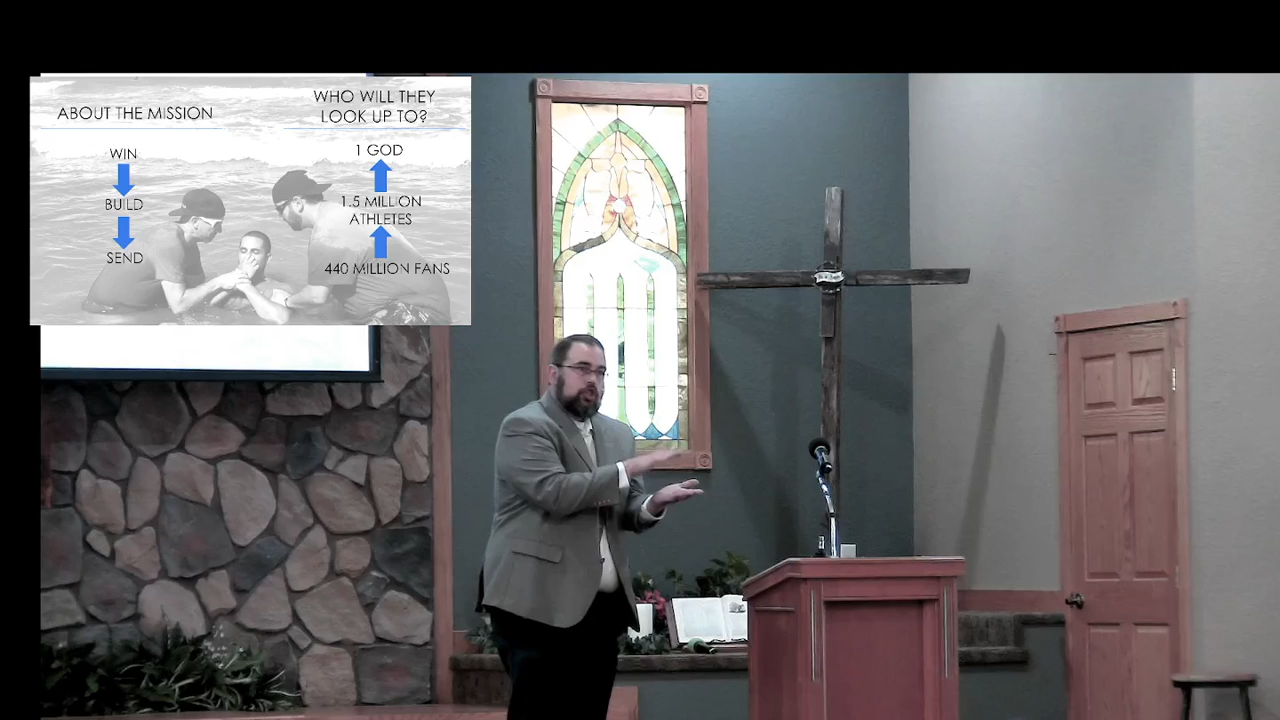 ABOUT THE MISSION
WIN
BUILD
SEND
WHO WILL THEY
LOOK UP TO?
1 GOD
1.5 MILLION
ATHLETES
440 MILLION FANS